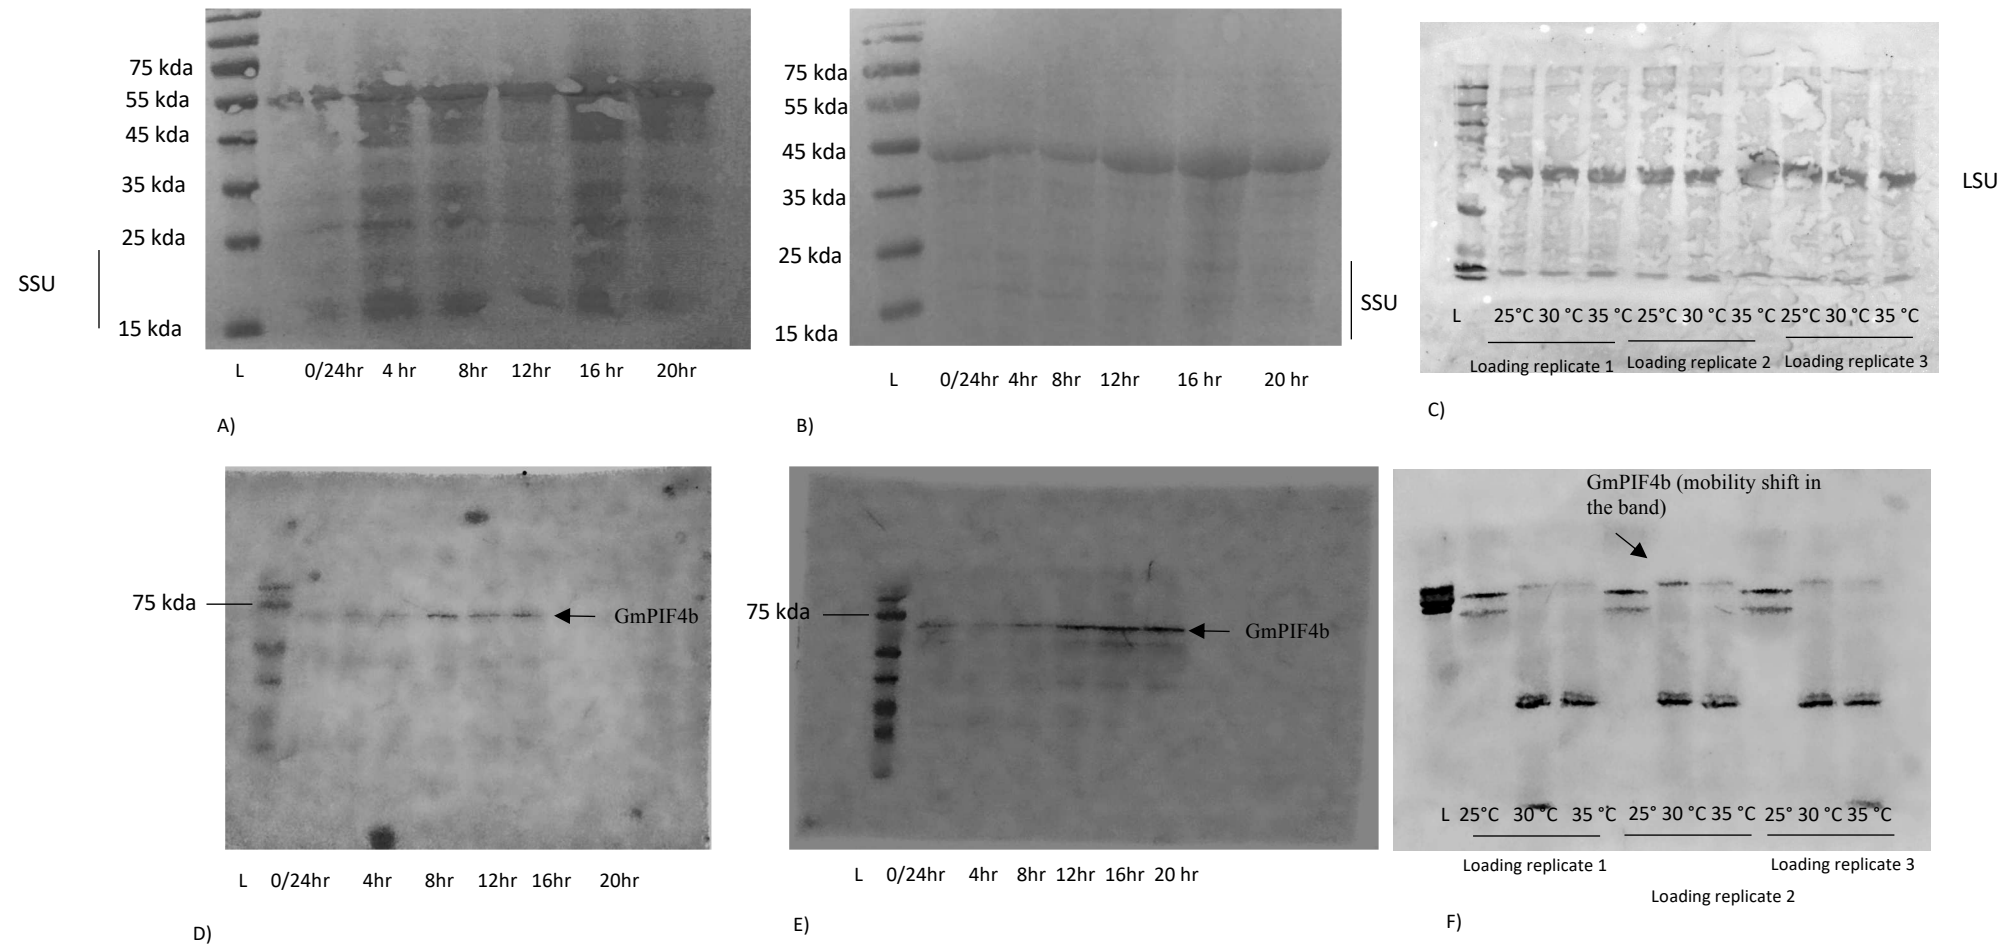 75 kda
55 kda
45 kda
35 kda
25 kda
SSU
15 kda
L 0/24hr 4 hr 8hr 12hr 16 hr 20hr
A)
75 kda
55 kda
45 kda
35 kda
25 kda
SSU
15 kda
L 0/24hr 4hr 8hr 12hr 16 hr 20 hr
B)
LSU
L 25°C 30 °C 35 °C 25°C 30 °C 35 °C 25°C 30 °C 35 °C
Loading replicate 1 Loading replicate 2 Loading replicate 3
C)
75 kda
GmPIF4b
L 0/24hr 4hr 8hr 12hr 16hr 20hr
D)
75 kda
GmPIF4b
L 0/24hr 4hr 8hr 12hr 16hr 20 hr
E)
GmPIF4b (mobility shift in
the band)
L 25°C 30 °C 35 °C 25° 30 °C 35 °C 25° 30 °C 35 °C
Loading replicate 1 Loading replicate 3
Loading replicate 2
F)